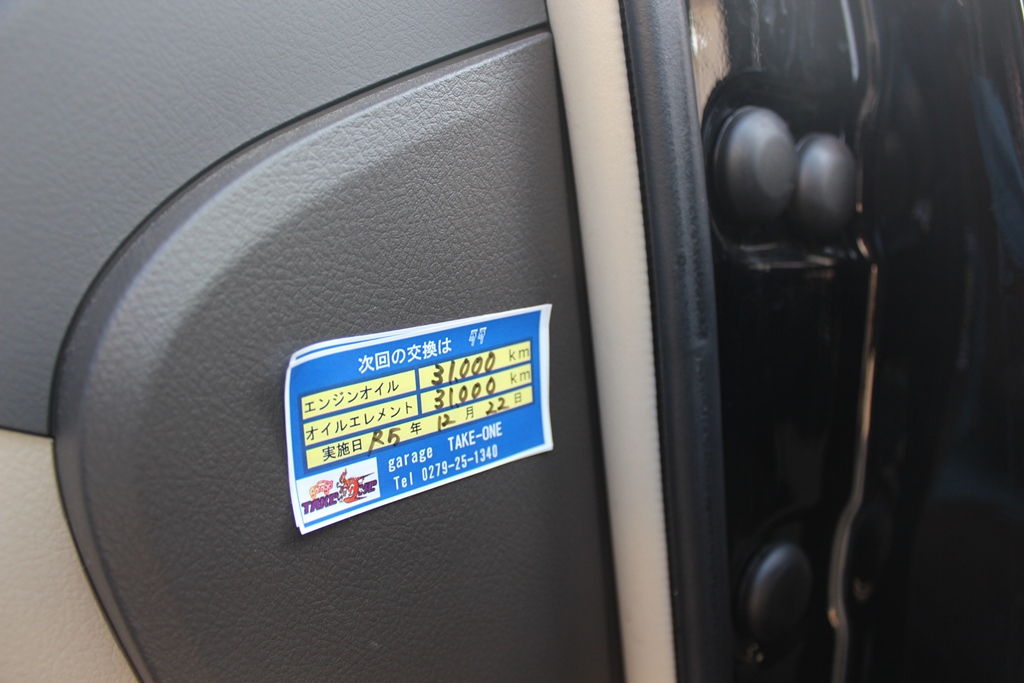 次回の交換は
エンジンオイル 31.000 km
オイルエレメント 31.000 km
実施日 R5 年 12 月 22 日
garage TAKE-ONE
Tel 0279-25-1340
TAKE-ONE